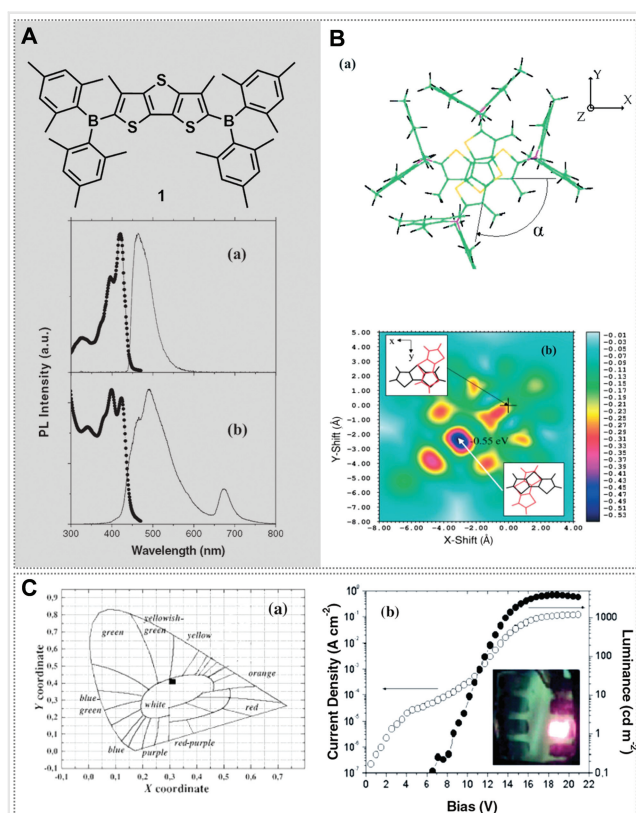 A
S
S
S
B
B
1
(a)
(b)
PL Intensity (a.u.)
300 400 500 600 700 800
Wavelength (nm)
B
(a)
Y
X
Z
α
(b)
5.00
4.00
3.00
2.00
1.00
0.00
-1.00
-2.00
-3.00
-4.00
-5.00
-6.00
-7.00
-8.00
Y-Shift (Å)
-8.00 -4.00 0.00 4.00
X-Shift (Å)
x
y
-0.55 eV
-0.01
-0.03
-0.05
-0.07
-0.09
-0.11
-0.13
-0.15
-0.17
-0.19
-0.21
-0.23
-0.25
-0.27
-0.29
-0.31
-0.33
-0.35
-0.37
-0.39
-0.41
-0.43
-0.45
-0.47
-0.49
-0.51
-0.53
C
(a)
0,9
0,8
0,7
0,6
0,5
0,4
0,3
0,2
0,1
0,0
-0,1
Y coordinate
green
yellowish-
green
yellow
orange
blue-
green
white
red
blue
purple
red-purple
-0,1 0,0 0,1 0,2 0,3 0,4 0,5 0,6 0,7
X coordinate
(b)
Current Density (A cm-2)
10^0
10^-1
10^-2
10^-3
10^-4
10^-5
10^-6
10^-7
0 2 4 6 8 10 12 14 16 18 20 22
Bias (V)
1000
100
10
1
0,1
Luminance (cd m-2)